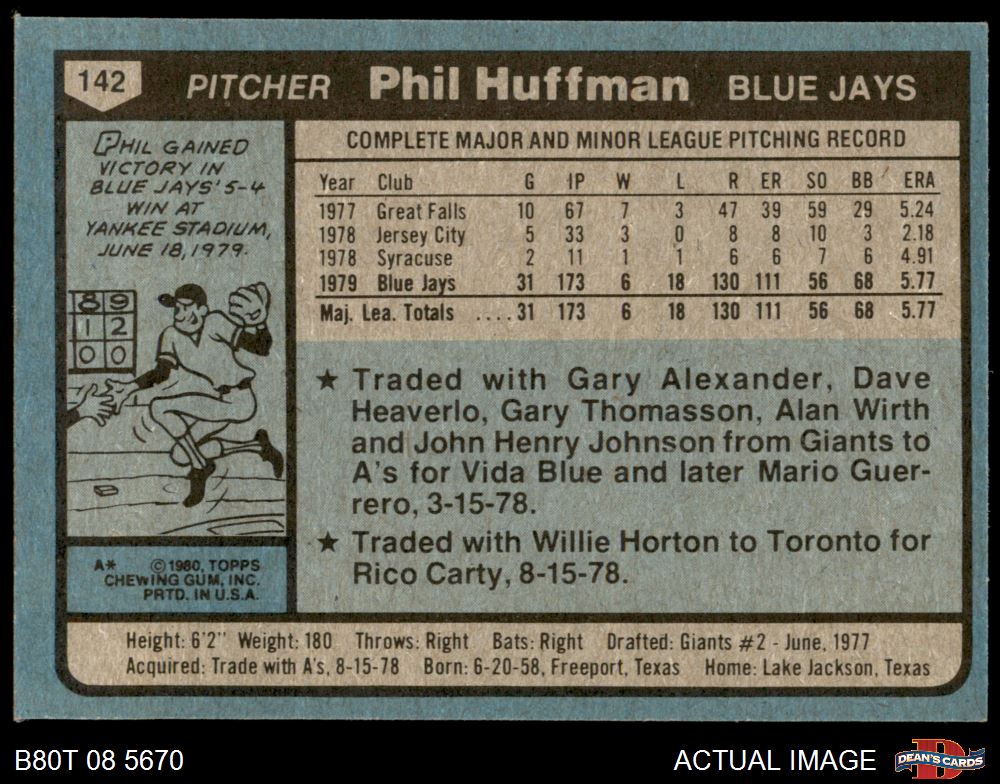 142 PITCHER Phil Huffman BLUE JAYS
PHIL GAINED
VICTORY IN
BLUE JAYS' 5-4
WIN AT
YANKEE STADIUM,
JUNE 18, 1979.
8 9
1 2
0 0
COMPLETE MAJOR AND MINOR LEAGUE PITCHING RECORD
Year Club G IP W L R ER SO BB ERA
1977 Great Falls 10 67 7 3 47 39 59 29 5.24
1978 Jersey City 5 33 3 0 8 8 10 3 2.18
1978 Syracuse 2 11 1 1 6 6 7 6 4.91
1979 Blue Jays 31 173 6 18 130 111 56 68 5.77
Maj. Lea. Totals ....31 173 6 18 130 111 56 68 5.77
★ Traded with Gary Alexander, Dave
Heaverlo, Gary Thomasson, Alan Wirth
and John Henry Johnson from Giants to
A's for Vida Blue and later Mario Guer-
rero, 3-15-78.
★ Traded with Willie Horton to Toronto for
Rico Carty, 8-15-78.
A* ©1980, TOPPS
CHEWING GUM, INC.
PRTD. IN U.S.A.
Height: 6'2" Weight: 180 Throws: Right Bats: Right Drafted: Giants #2 - June, 1977
Acquired: Trade with A's, 8-15-78 Born: 6-20-58, Freeport, Texas Home: Lake Jackson, Texas
B80T 08 5670 ACTUAL IMAGE
D
DEAN'S CARDS